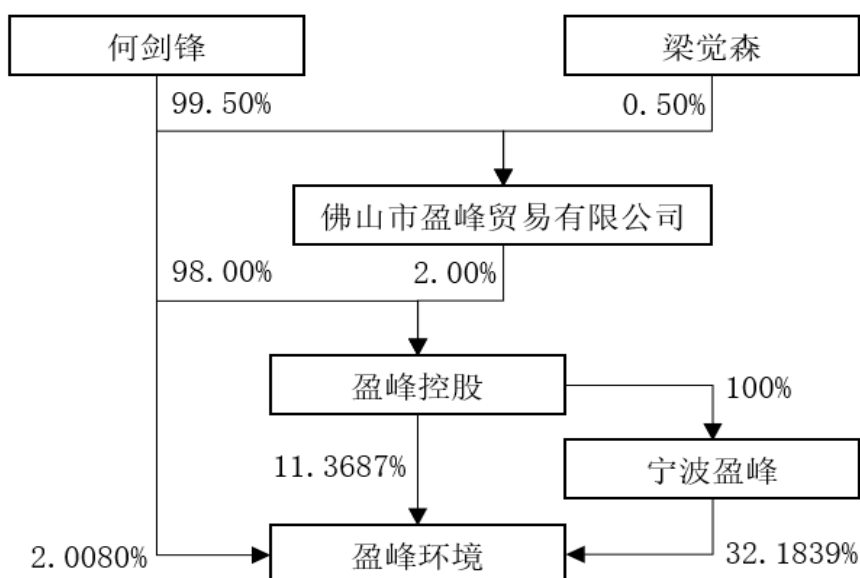 何剑锋
梁觉森
99.50%
0.50%
佛山市盈峰贸易有限公司
98.00%
2.00%
盈峰控股
100%
11.3687%
宁波盈峰
2.0080%
盈峰环境
32.1839%